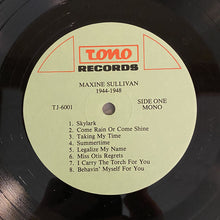 TONO
RECORDS
MAXINE SULLIVAN
1944-1948
TJ-6001
SIDE ONE
MONO
1. Skylark
2. Come Rain Or Come Shine
3. Taking My Time
4. Summertime
5. Legalize My Name
6. Miss Otis Regrets
7. I Carry The Torch For You
8. Behavin' Myself For You